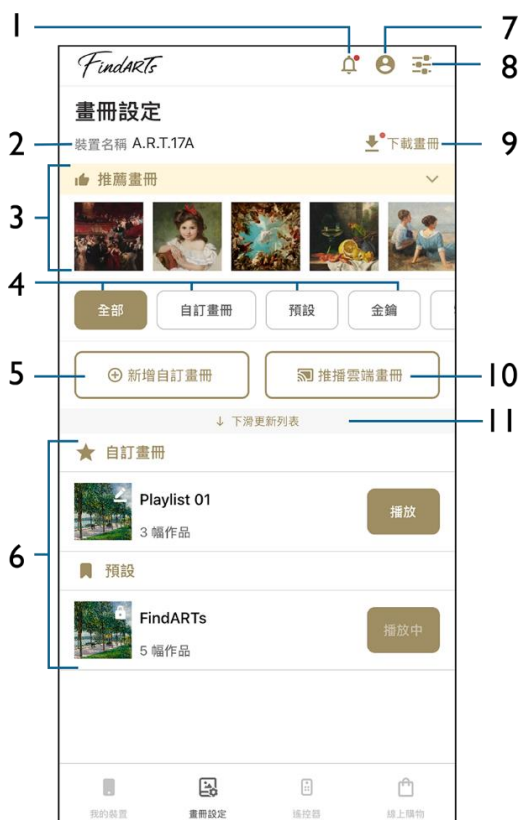 1
7
FindARTs
8
畫冊設定
2
裝置名稱 A.R.T.17A
下載畫冊
9
3
推薦畫冊
4
全部
自訂畫冊
預設
金鑰
5
新增自訂畫冊
推播雲端畫冊
10
↓ 下滑更新列表
11
6
自訂畫冊
Playlist 01
3 幅作品
播放
預設
FindARTs
5 幅作品
播放中
我的裝置
畫冊設定
遙控器
線上購物